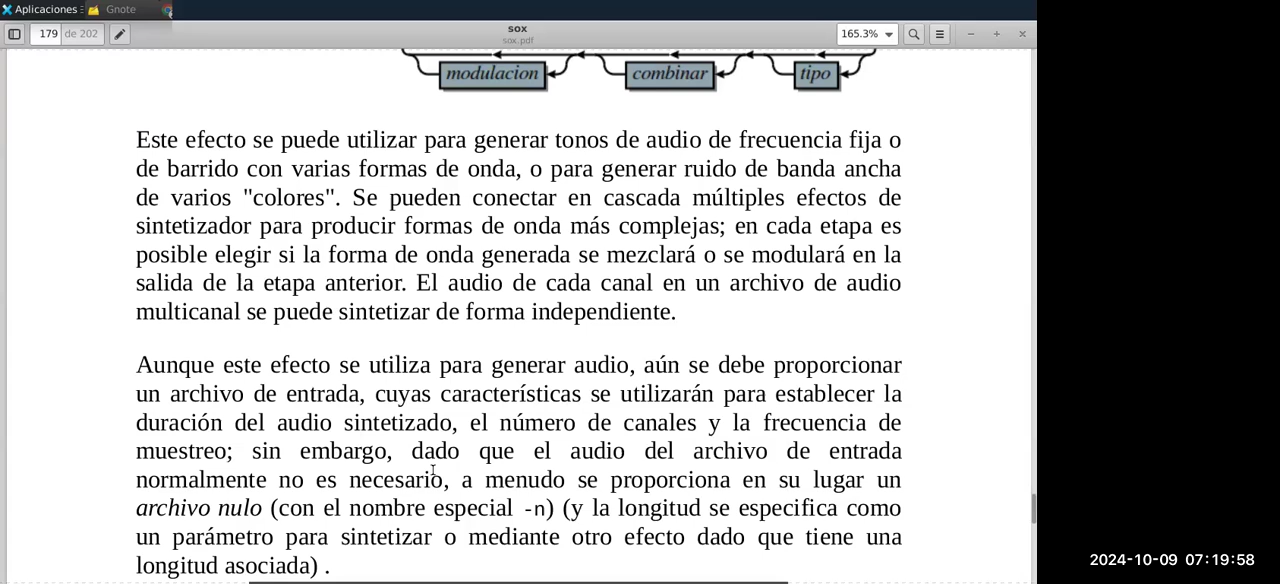 Aplicaciones Gnote
179 de 202
sox
sox.pdf
165.3%
modulacion combinar tipo
Este efecto se puede utilizar para generar tonos de audio de frecuencia fija o
de barrido con varias formas de onda, o para generar ruido de banda ancha
de varios "colores". Se pueden conectar en cascada múltiples efectos de
sintetizador para producir formas de onda más complejas; en cada etapa es
posible elegir si la forma de onda generada se mezclará o se modulará en la
salida de la etapa anterior. El audio de cada canal en un archivo de audio
multicanal se puede sintetizar de forma independiente.
Aunque este efecto se utiliza para generar audio, aún se debe proporcionar
un archivo de entrada, cuyas características se utilizarán para establecer la
duración del audio sintetizado, el número de canales y la frecuencia de
muestreo; sin embargo, dado que el audio del archivo de entrada
normalmente no es necesario, a menudo se proporciona en su lugar un
archivo nulo (con el nombre especial -n) (y la longitud se especifica como
un parámetro para sintetizar o mediante otro efecto dado que tiene una
longitud asociada) .
2024-10-09 07:19:58